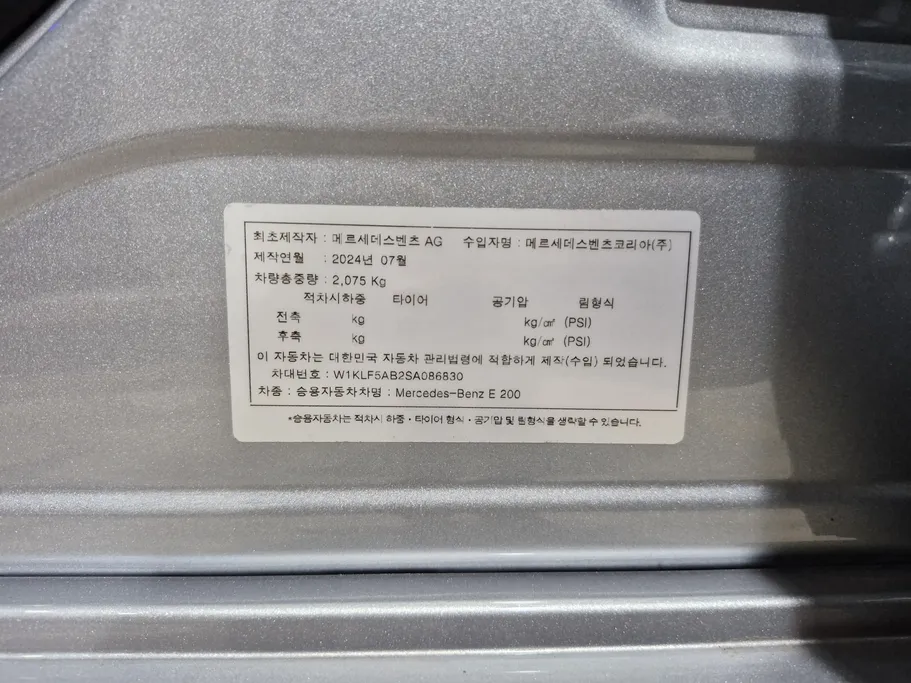 최초제작자 : 메르세데스벤츠 AG 수입자명 : 메르세데스벤츠코리아(주)
제작연월 : 2024년 07월
차량총중량 : 2,075 Kg
적차시하중 타이어 공기압 림형식
전축 kg kg/㎠ (PSI)
후축 kg kg/㎠ (PSI)
이 자동차는 대한민국 자동차 관리법령에 적합하게 제작(수입) 되었습니다.
차대번호 : W1KLF5AB2SA086830
차종 : 승용자동차차명 : Mercedes-Benz E 200
*승용자동차는 적차시 하중·타이어 형식·공기압 및 림형식을 생략할 수 있습니다.